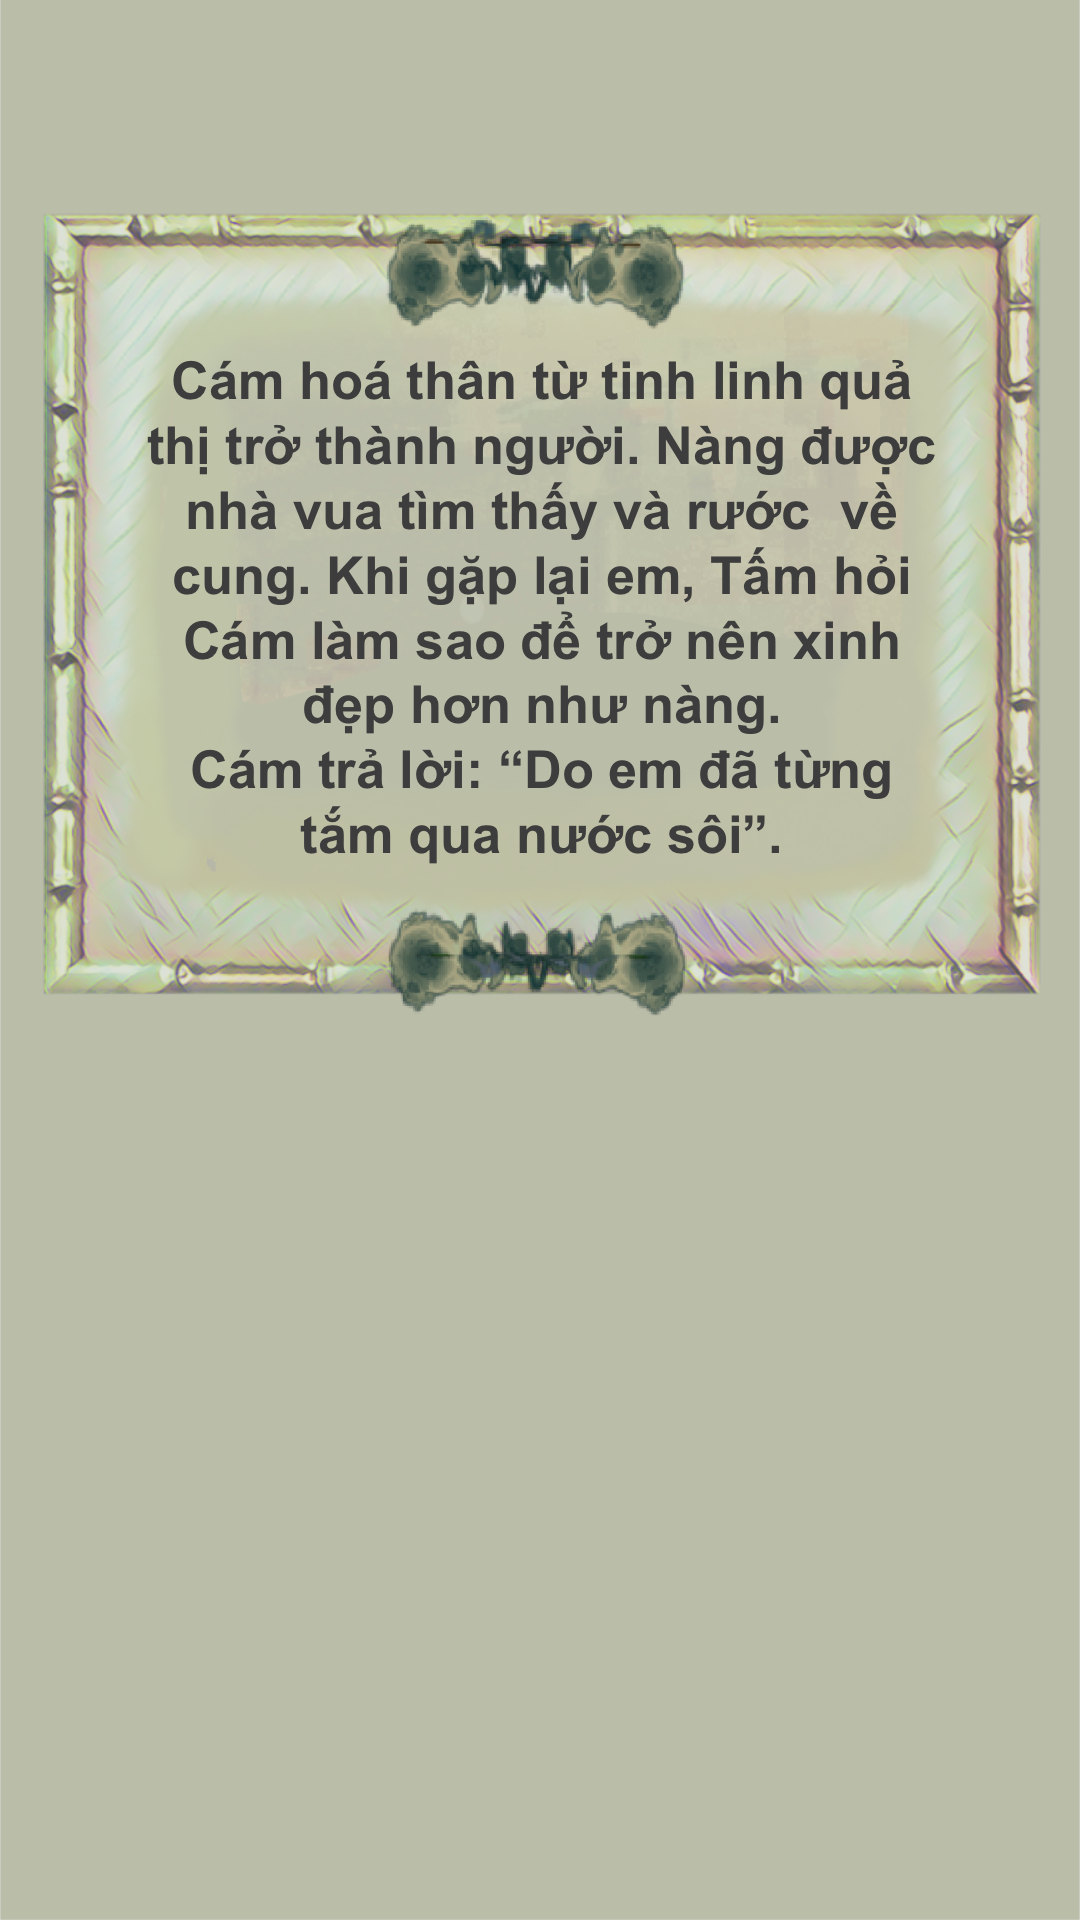 Cám hoá thân từ tinh linh quả
thị trở thành người. Nàng được
nhà vua tìm thấy và rước  về
cung. Khi gặp lại em, Tấm hỏi
Cám làm sao để trở nên xinh
đẹp hơn như nàng.
Cám trả lời: “Do em đã từng
tắm qua nước sôi”.